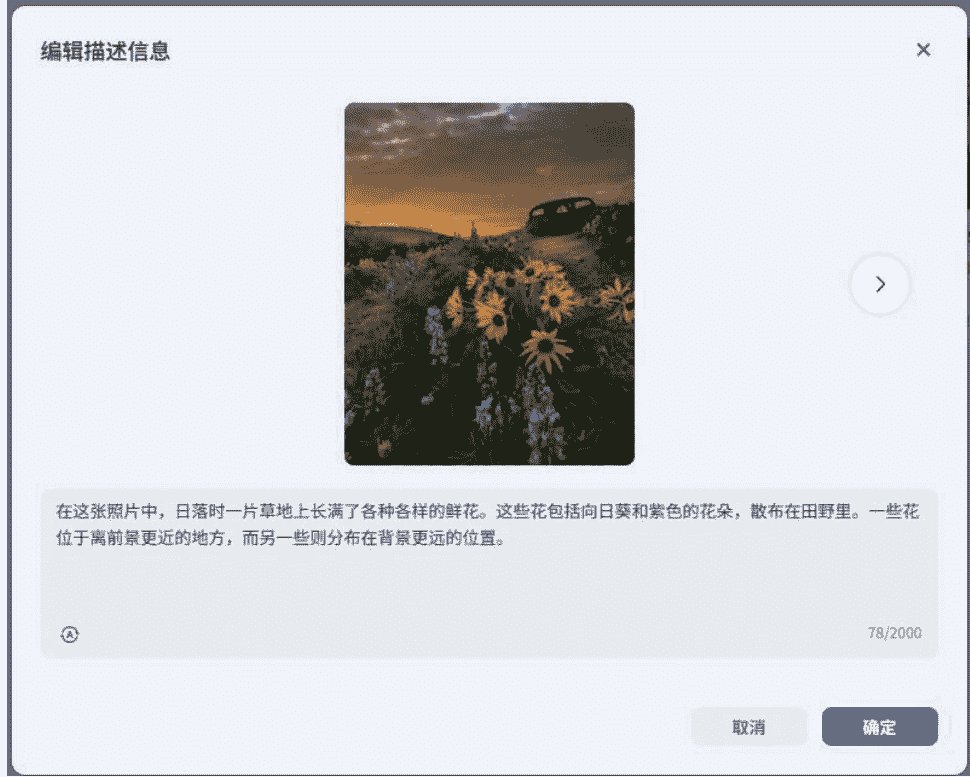 编辑描述信息
在这张照片中，日落时一片草地上长满了各种各样的鲜花。这些花包括向日葵和紫色的花朵，散布在田野里。一些花
位于离前景更近的地方，而另一些则分布在背景更远的位置。
A
78/2000
取消
确定